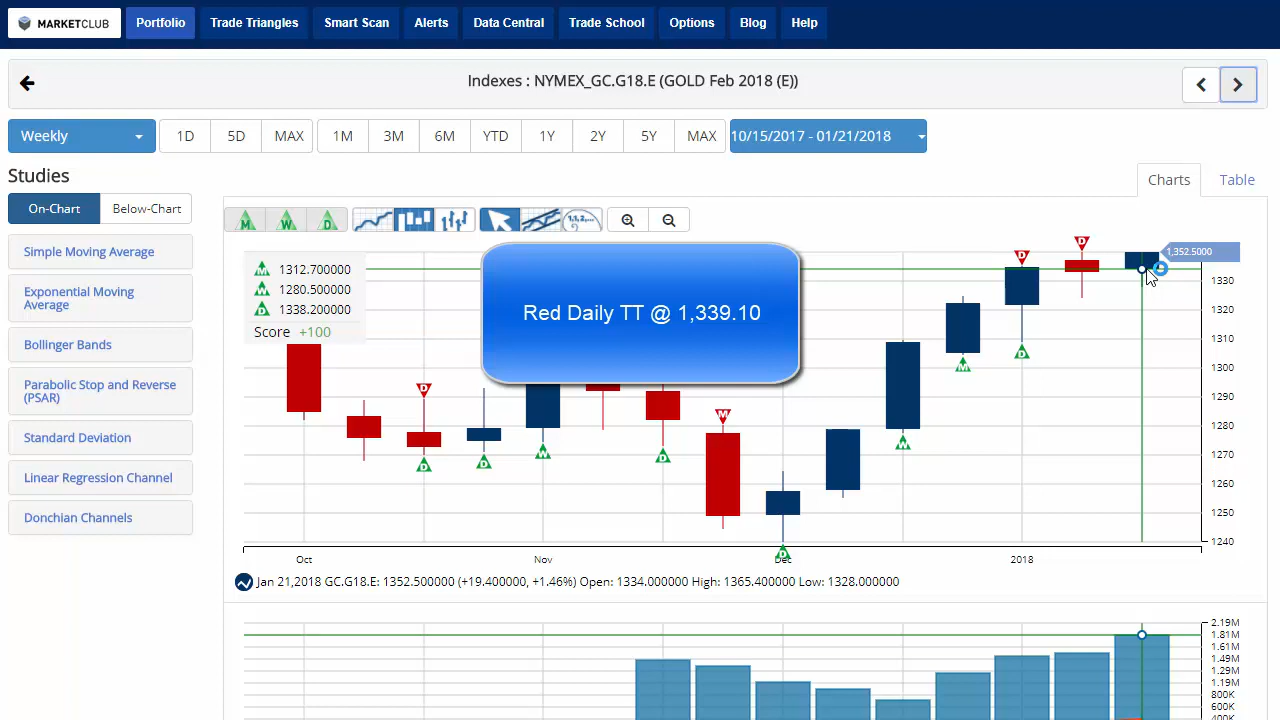 MARKETCLUB
Portfolio
Trade Triangles
Smart Scan
Alerts
Data Central
Trade School
Options
Blog
Help
Indexes : NYMEX_GC.G18.E (GOLD Feb 2018 (E))
Weekly
1D
5D
MAX
1M
3M
6M
YTD
1Y
2Y
5Y
MAX
10/15/2017 - 01/21/2018
Studies
Charts
Table
On-Chart
Below-Chart
Simple Moving Average
Exponential Moving
Average
Bollinger Bands
Parabolic Stop and Reverse
(PSAR)
Standard Deviation
Linear Regression Channel
Donchian Channels
M
W
D
M 1312.700000
W 1280.500000
D 1338.200000
Score +100
Red Daily TT @ 1,339.10
1,352.5000
1330
1320
1310
1300
1290
1280
1270
1260
1250
1240
D
D
D
W
D
M
D
W
M
D
D
D
Oct
Nov
Dec
2018
Jan 21,2018 GC.G18.E: 1352.500000 (+19.400000, +1.46%) Open: 1334.000000 High: 1365.400000 Low: 1328.000000
2.19M
1.81M
1.61M
1.49M
1.29M
1.19M
800K
600K